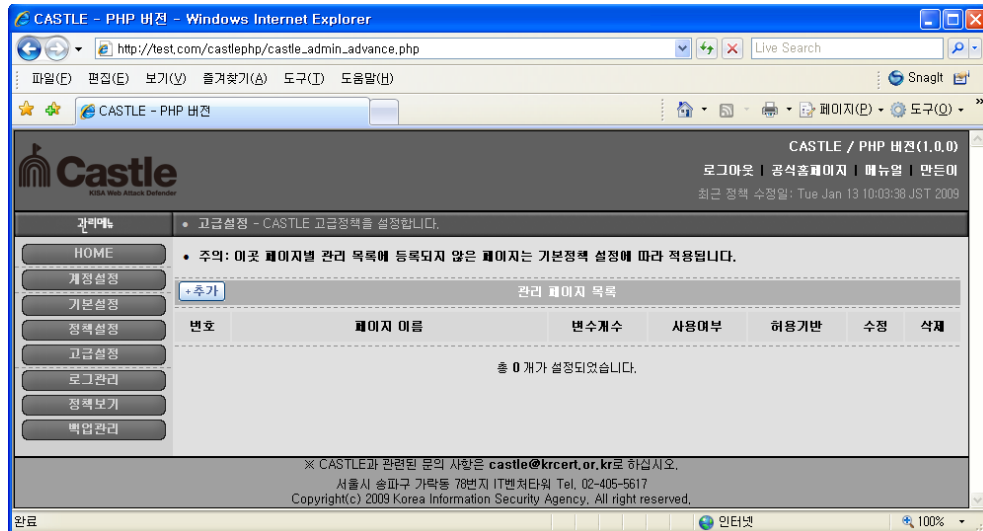 CASTLE - PHP 버전 - Windows Internet Explorer
http://test.com/castlephp/castle_admin_advance.php
Live Search
파일(F) 편집(E) 보기(V) 즐겨찾기(A) 도구(T) 도움말(H)
SnagIt
CASTLE - PHP 버전
페이지(P) 도구(O) »
Castle
KISA Web Attack Defender
CASTLE / PHP 버전(1.0.0)
로그아웃 | 공식홈페이지 | 메뉴얼 | 만든이
최근 정책 수정일: Tue Jan 13 10:03:38 JST 2009
관리메뉴
• 고급설정 - CASTLE 고급정책을 설정합니다.
HOME
계정설정
기본설정
정책설정
고급설정
로그관리
정책보기
백업관리
• 주의: 이곳 페이지별 관리 목록에 등록되지 않은 페이지는 기본정책 설정에 따라 적용됩니다.
+추가
관리 페이지 목록
번호 페이지 이름 변수개수 사용여부 허용기반 수정 삭제
총 0 개가 설정되었습니다.
※ CASTLE과 관련된 문의 사항은 castle@krcert.or.kr로 하십시오.
서울시 송파구 가락동 78번지 IT벤처타워 Tel. 02-405-5617
Copyright(c) 2009 Korea Information Security Agency, All right reserved.
완료
인터넷
100%